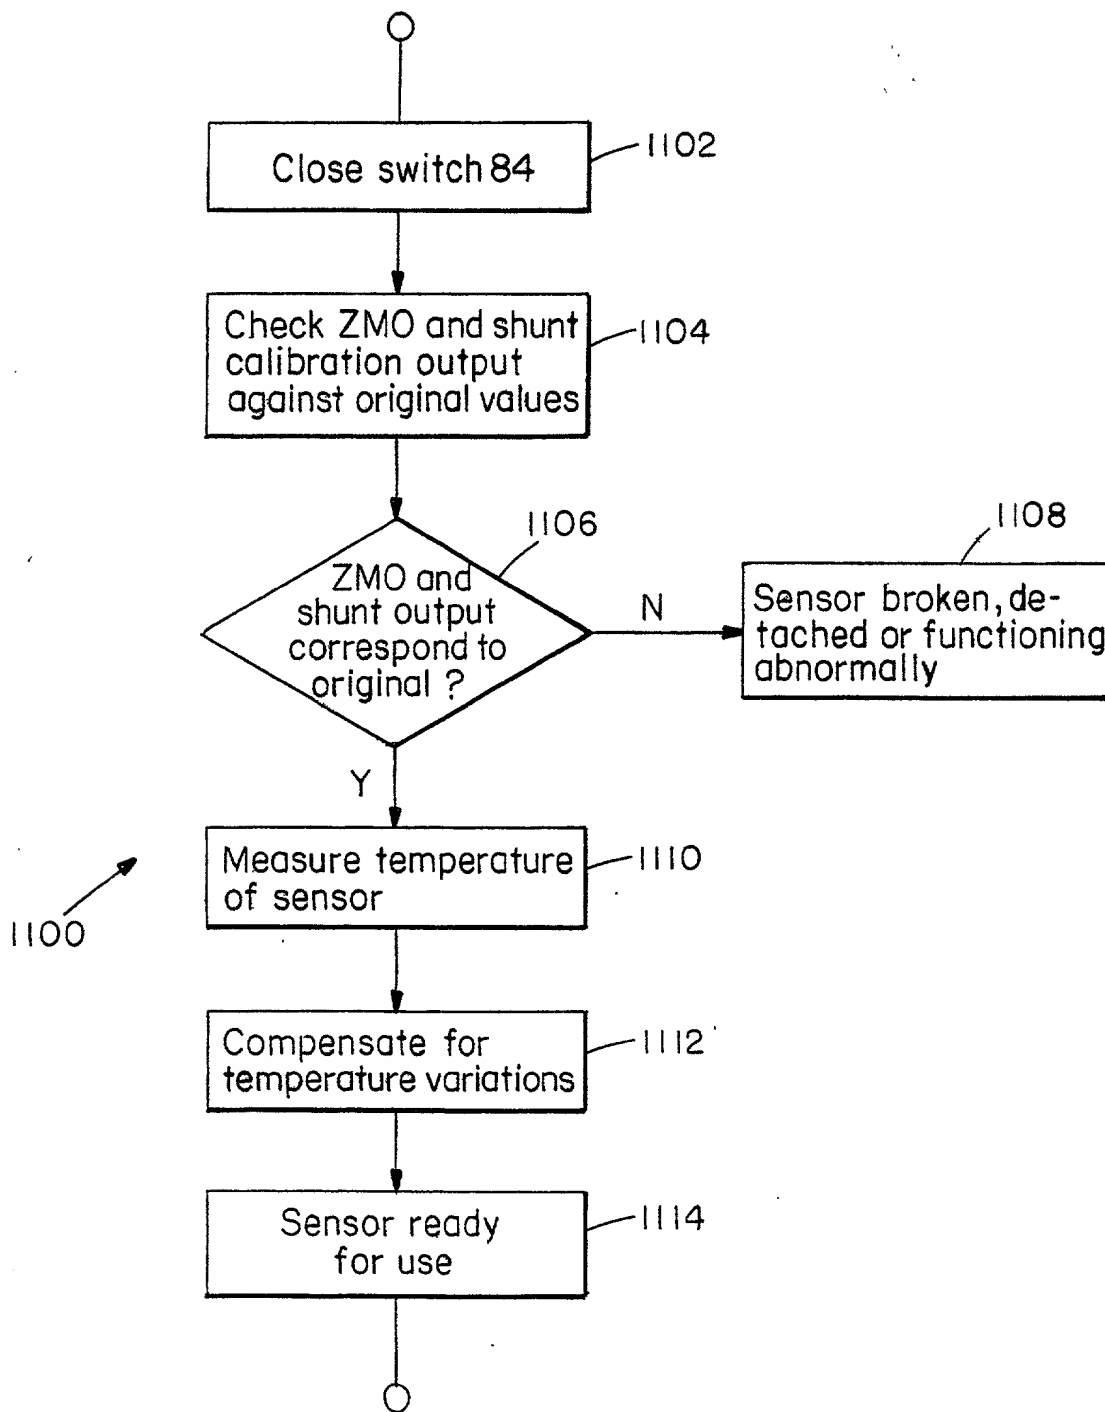 Close switch 84
1102
Check ZMO and shunt
calibration output
against original values
1104
ZMO and
shunt output
correspond to
original ?
1106
N
1108
Sensor broken, de-
tached or functioning
abnormally
Y
Measure temperature
of sensor
1110
1100
Compensate for
temperature variations
1112
Sensor ready
for use
1114